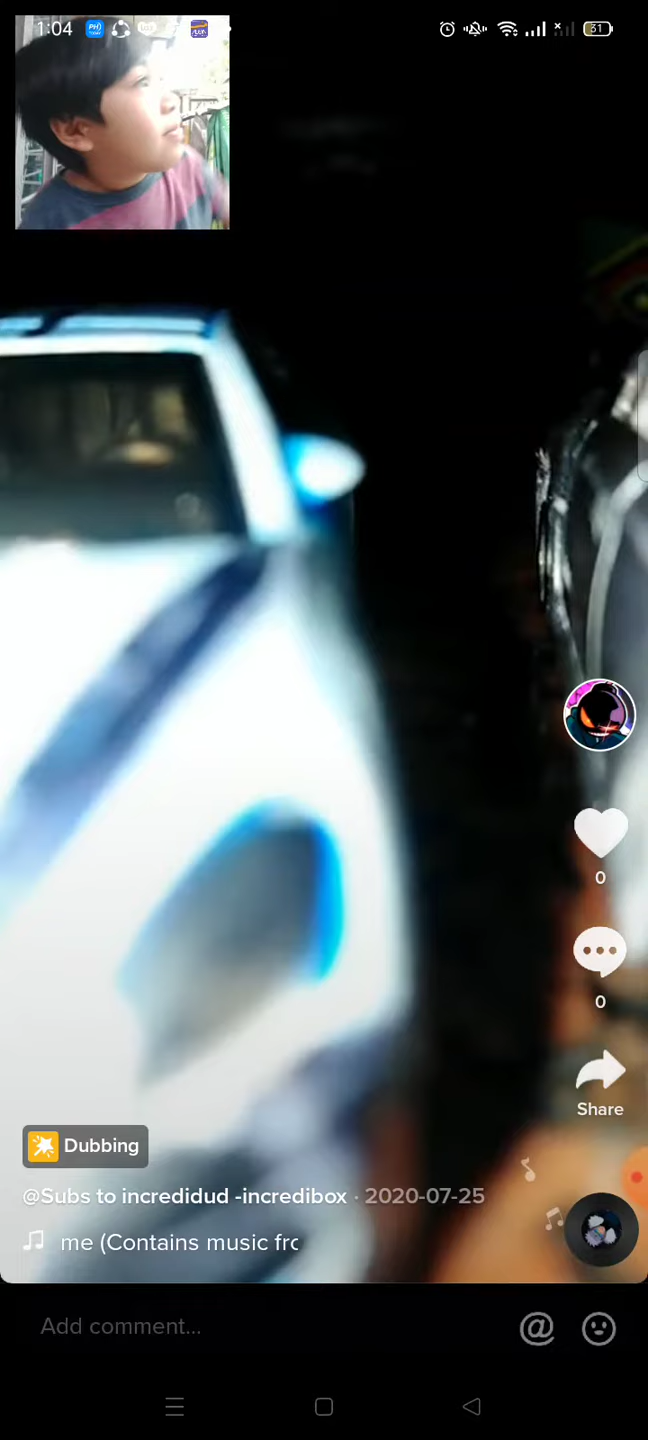 1:04
31
0
0
Share
Dubbing
@Subs to incredidud -incredibox · 2020-07-25
me (Contains music frc
Add comment...